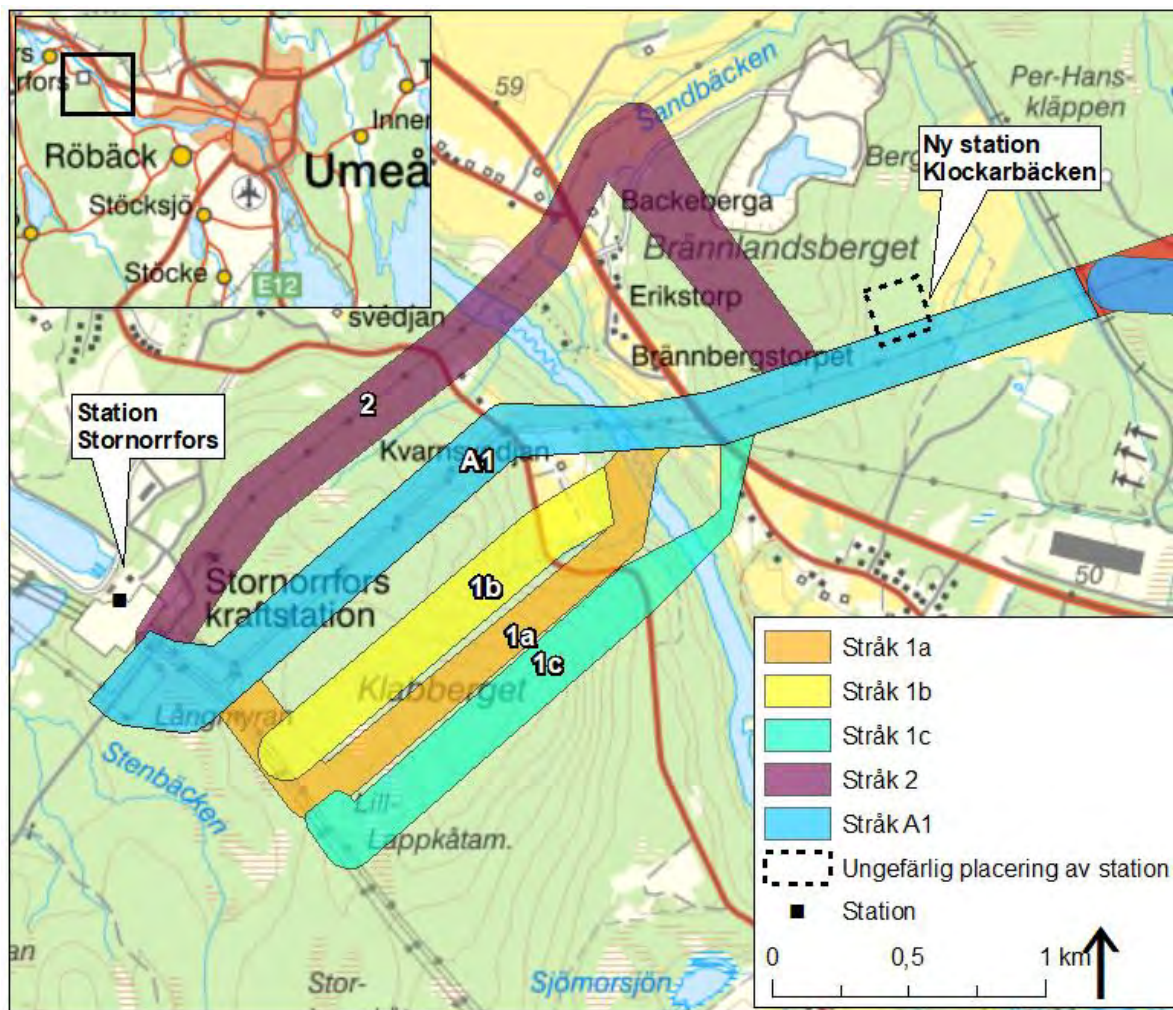 59
Sandbäcken
Per-Hans-
kläppen
Ny station
Klockarbäcken
Röbäck
Umeå
Stöcksjö
Stöcke
E12
Backeberga
Brännlandsberget
Erikstorp
svedjan
Brännbergstorpet
Station
Stornorrfors
2
A1
Kvarnsvedjan
Stornorrfors
kraftstation
1b
1a
1c
Klabberget
Långmyran
Stenbäcken
Lill-
Lappkåtam.
50
Stor-
Sjömorsjön
Stråk 1a
Stråk 1b
Stråk 1c
Stråk 2
Stråk A1
Ungefärlig placering av station
Station
0 0,5 1 km